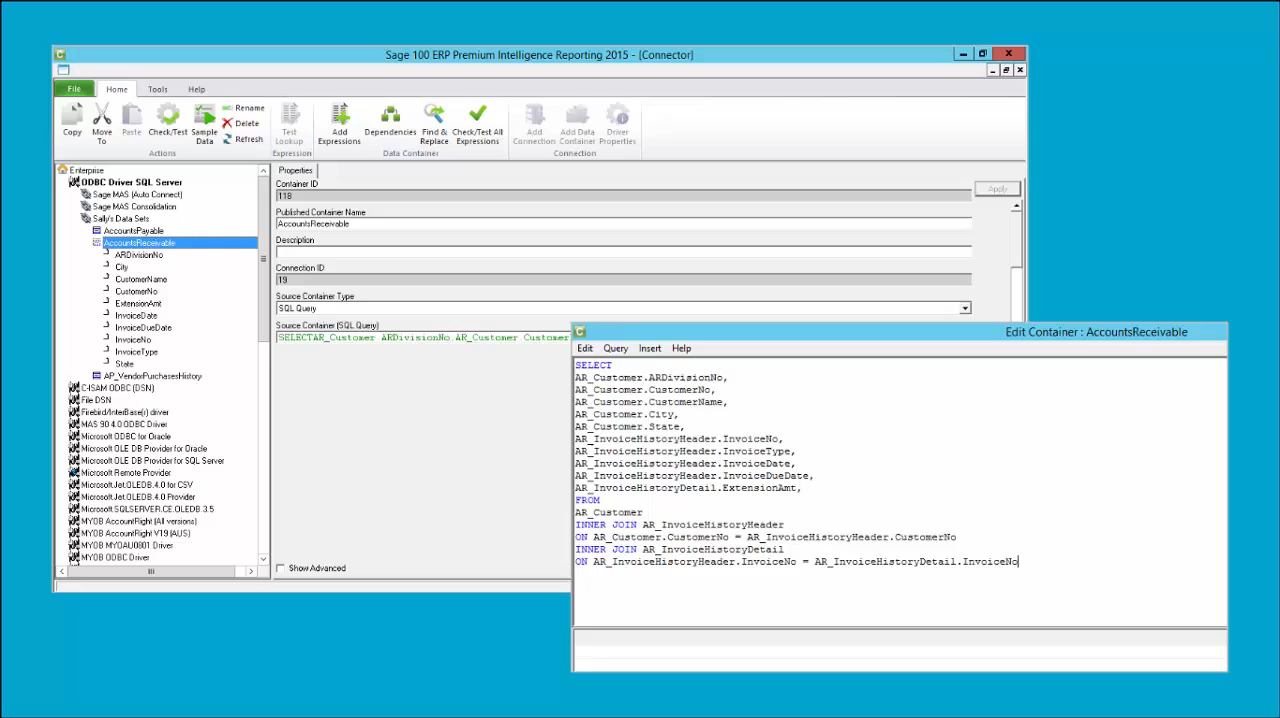 Sage 100 ERP Premium Intelligence Reporting 2015 - [Connector]
File Home Tools Help
Copy Move To Paste Check/Test Sample Data Rename Delete Refresh
Actions
Test Lookup
Expression
Add Expressions Dependencies Find & Replace Check/Test All Expressions
Data Container
Add Connection Add Data Container Driver Properties
Connection
Enterprise
ODBC Driver SQL Server
Sage MAS (Auto Connect)
Sage MAS Consolidation
Sally's Data Sets
AccountsPayable
AccountsReceivable
ARDivisionNo
City
CustomerName
CustomerNo
ExtensionAmt
InvoiceDate
InvoiceDueDate
InvoiceNo
InvoiceType
State
AP_VendorPurchasesHistory
C-ISAM ODBC (DSN)
File DSN
Firebird/InterBase(r) driver
MAS 90 4.0 ODBC Driver
Microsoft ODBC for Oracle
Microsoft OLE DB Provider for Oracle
Microsoft OLE DB Provider for SQL Server
Microsoft Remote Provider
Microsoft.Jet.OLEDB.4.0 for CSV
Microsoft.Jet.OLEDB.4.0 Provider
Microsoft.SQLSERVER.CE.OLEDB.3.5
MYOB AccountRight (All versions)
MYOB AccountRight V19 (AUS)
MYOB MYOAU0801 Driver
MYOB ODBC Driver
Properties
Container ID
118
Apply
Published Container Name
AccountsReceivable
Description
Connection ID
19
Source Container Type
SQL Query
Source Container (SQL Query)
SELECTAR_Customer ARDivisionNo.AR_Customer Customer
Show Advanced
Edit Container : AccountsReceivable
Edit Query Insert Help
SELECT
AR_Customer.ARDivisionNo,
AR_Customer.CustomerNo,
AR_Customer.CustomerName,
AR_Customer.City,
AR_Customer.State,
AR_InvoiceHistoryHeader.InvoiceNo,
AR_InvoiceHistoryHeader.InvoiceType,
AR_InvoiceHistoryHeader.InvoiceDate,
AR_InvoiceHistoryHeader.InvoiceDueDate,
AR_InvoiceHistoryDetail.ExtensionAmt,
FROM
AR_Customer
INNER JOIN AR_InvoiceHistoryHeader
ON AR_Customer.CustomerNo = AR_InvoiceHistoryHeader.CustomerNo
INNER JOIN AR_InvoiceHistoryDetail
ON AR_InvoiceHistoryHeader.InvoiceNo = AR_InvoiceHistoryDetail.InvoiceNo